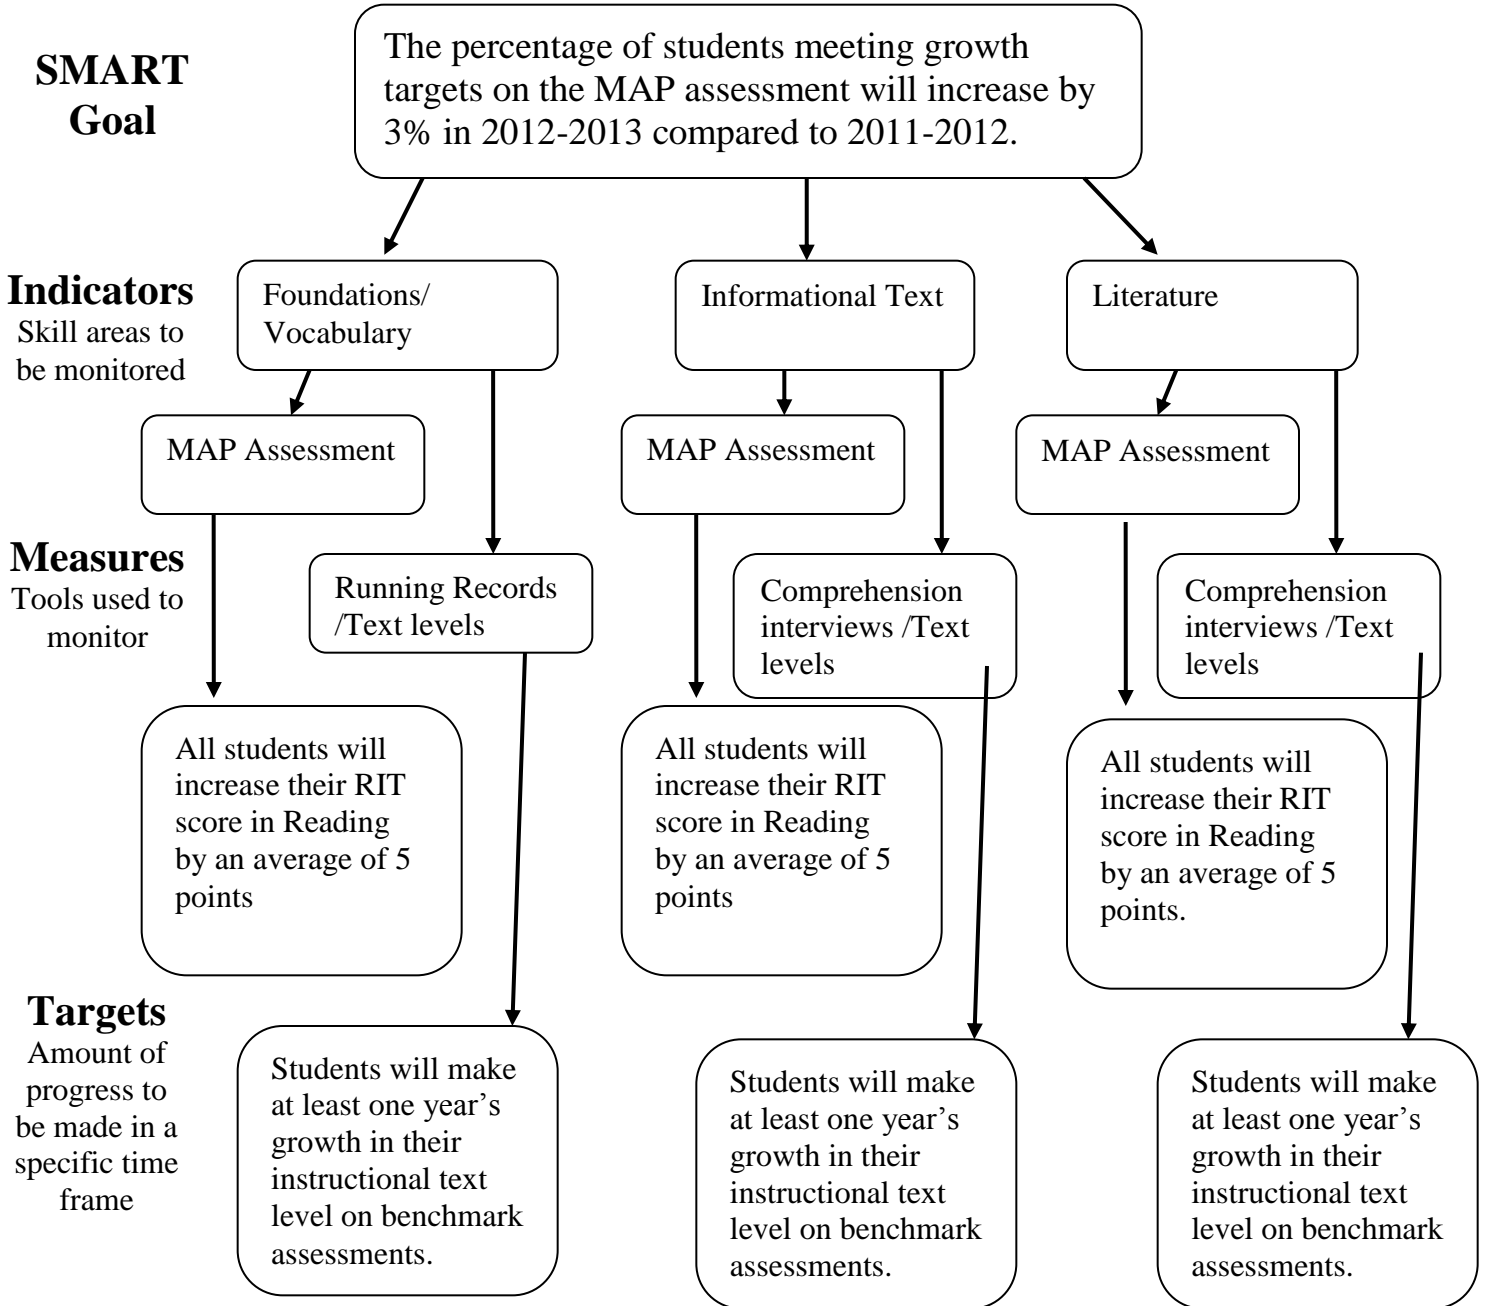 SMART
Goal
The percentage of students meeting growth
targets on the MAP assessment will increase by
3% in 2012-2013 compared to 2011-2012.
Indicators
Skill areas to
be monitored
Foundations/
Vocabulary
Informational Text
Literature
MAP Assessment
MAP Assessment
MAP Assessment
Measures
Tools used to
monitor
Running Records
/Text levels
Comprehension
interviews /Text
levels
Comprehension
interviews /Text
levels
All students will
increase their RIT
score in Reading
by an average of 5
points
All students will
increase their RIT
score in Reading
by an average of 5
points
All students will
increase their RIT
score in Reading
by an average of 5
points.
Targets
Amount of
progress to
be made in a
specific time
frame
Students will make
at least one year’s
growth in their
instructional text
level on benchmark
assessments.
Students will make
at least one year’s
growth in their
instructional text
level on benchmark
assessments.
Students will make
at least one year’s
growth in their
instructional text
level on benchmark
assessments.